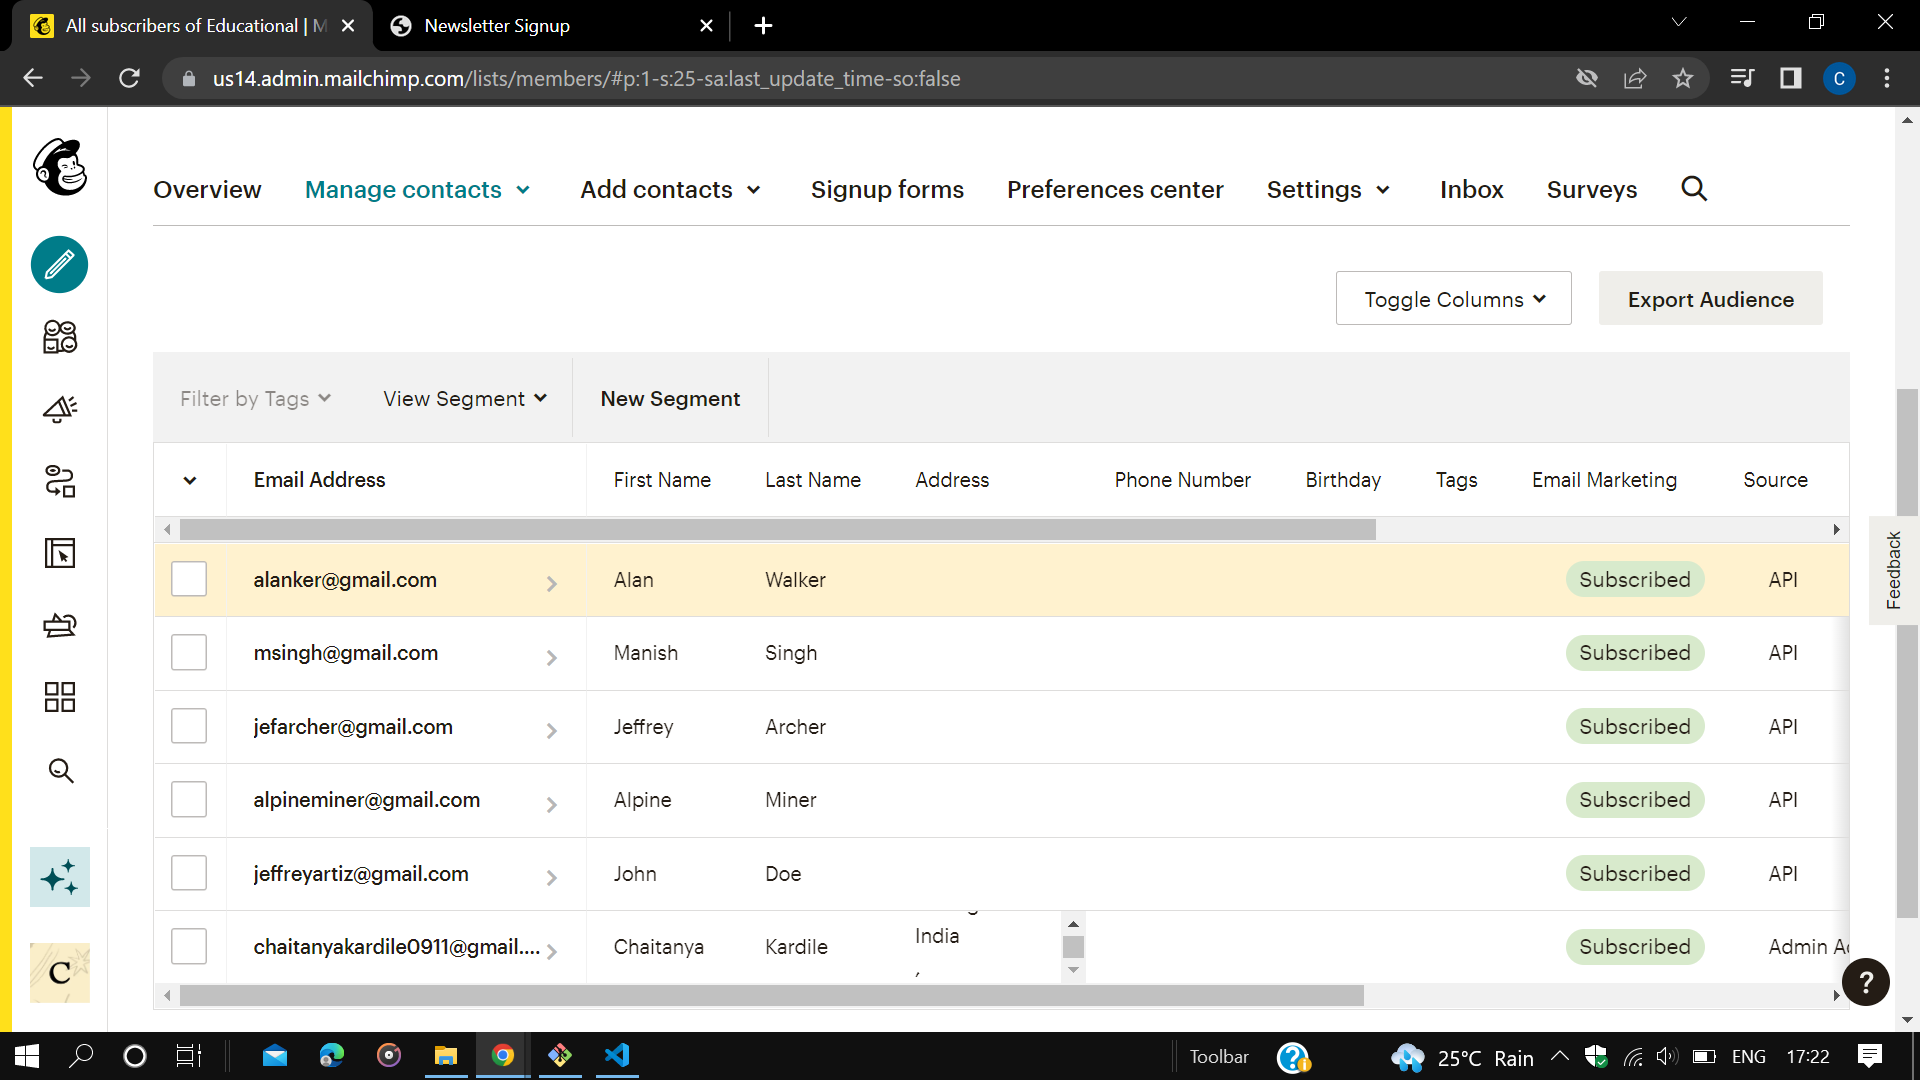 All subscribers of Educational | M
Newsletter Signup
us14.admin.mailchimp.com/lists/members/#p:1-s:25-sa:last_update_time-so:false
C
Overview Manage contacts Add contacts Signup forms Preferences center Settings Inbox Surveys
Toggle Columns Export Audience
Filter by Tags View Segment New Segment
Email Address First Name Last Name Address Phone Number Birthday Tags Email Marketing Source
alanker@gmail.com Alan Walker Subscribed API
msingh@gmail.com Manish Singh Subscribed API
jefarcher@gmail.com Jeffrey Archer Subscribed API
alpineminer@gmail.com Alpine Miner Subscribed API
jeffreyartiz@gmail.com John Doe Subscribed API
chaitanyakardile0911@gmail.... Chaitanya Kardile India Subscribed Admin Ad
Feedback
C
?
Toolbar 25°C Rain ENG 17:22